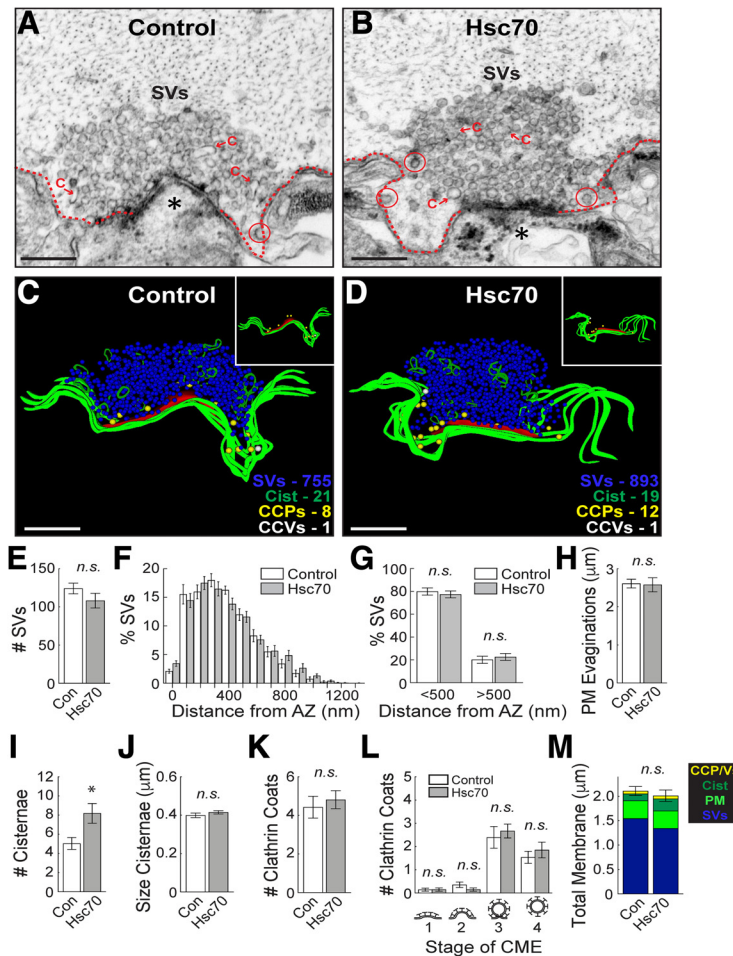 A Control
SVs
C
C
C
*
B Hsc70
SVs
C
C
C
*
C Control
SVs - 755
Cist - 21
CCPs - 8
CCVs - 1
D Hsc70
SVs - 893
Cist - 19
CCPs - 12
CCVs - 1
E
n.s.
# SVs
150
100
50
0
Con
Hsc70
F
Control
Hsc70
% SVs
20
15
10
5
0
0
400
800
1200
Distance from AZ (nm)
G
n.s.
Control
Hsc70
n.s.
% SVs
100
80
60
40
20
0
<500
>500
Distance from AZ (nm)
H
n.s.
PM Evaginations (µm)
3
2
1
0
Con
Hsc70
I
*
# Cisternae
12
10
8
6
4
2
0
Con
Hsc70
J
n.s.
Size Cisternae (µm)
0.6
0.4
0.2
0
Con
Hsc70
K
n.s.
# Clathrin Coats
6
4
2
0
Con
Hsc70
L
Control
Hsc70
n.s.
n.s.
# Clathrin Coats
5
4
3
2
1
0
1
2
3
4
Stage of CME
M
n.s.
Total Membrane
2.0
1.5
1.0
0.5
0
Con
Hsc70
CCP/V
Cist
PM
SVs